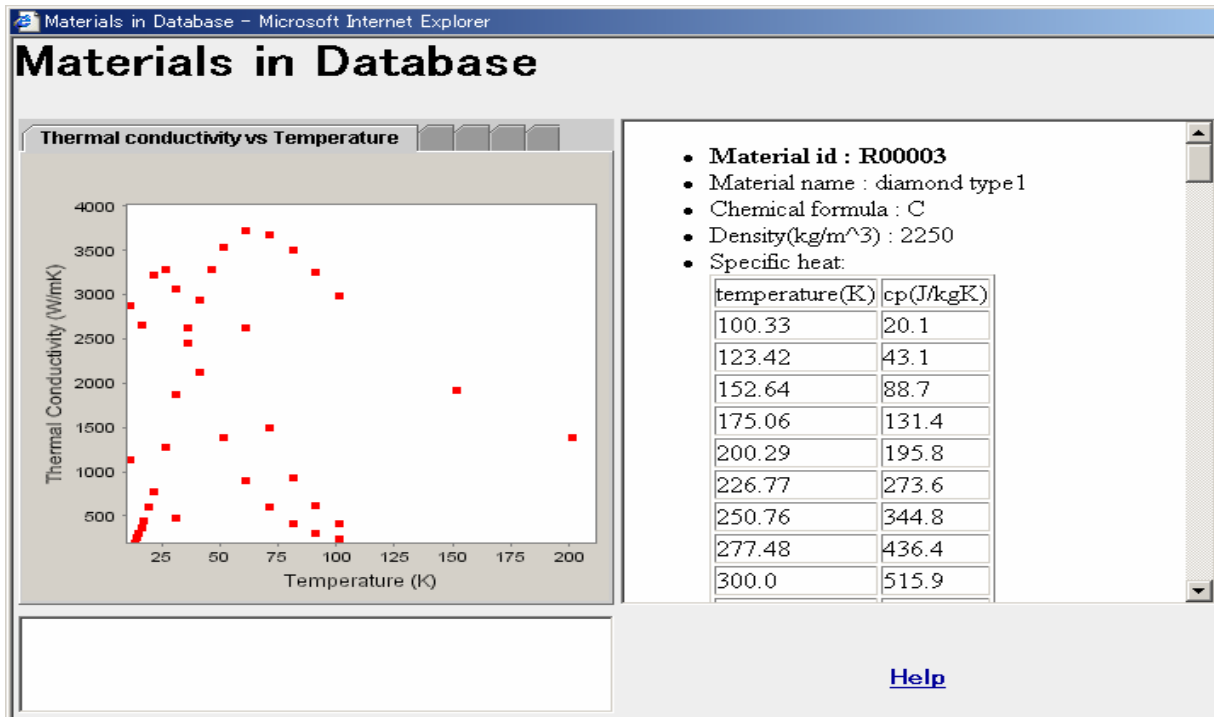 Materials in Database - Microsoft Internet Explorer
Materials in Database
Thermal conductivity vs Temperature
4000
3500
3000
2500
2000
1500
1000
500
Thermal Conductivity (W/mK)
25 50 75 100 125 150 175 200
Temperature (K)
• Material id : R00003
• Material name : diamond type1
• Chemical formula : C
• Density(kg/m^3) : 2250
• Specific heat:
temperature(K) cp(J/kgK)
100.33 20.1
123.42 43.1
152.64 88.7
175.06 131.4
200.29 195.8
226.77 273.6
250.76 344.8
277.48 436.4
300.0 515.9
Help